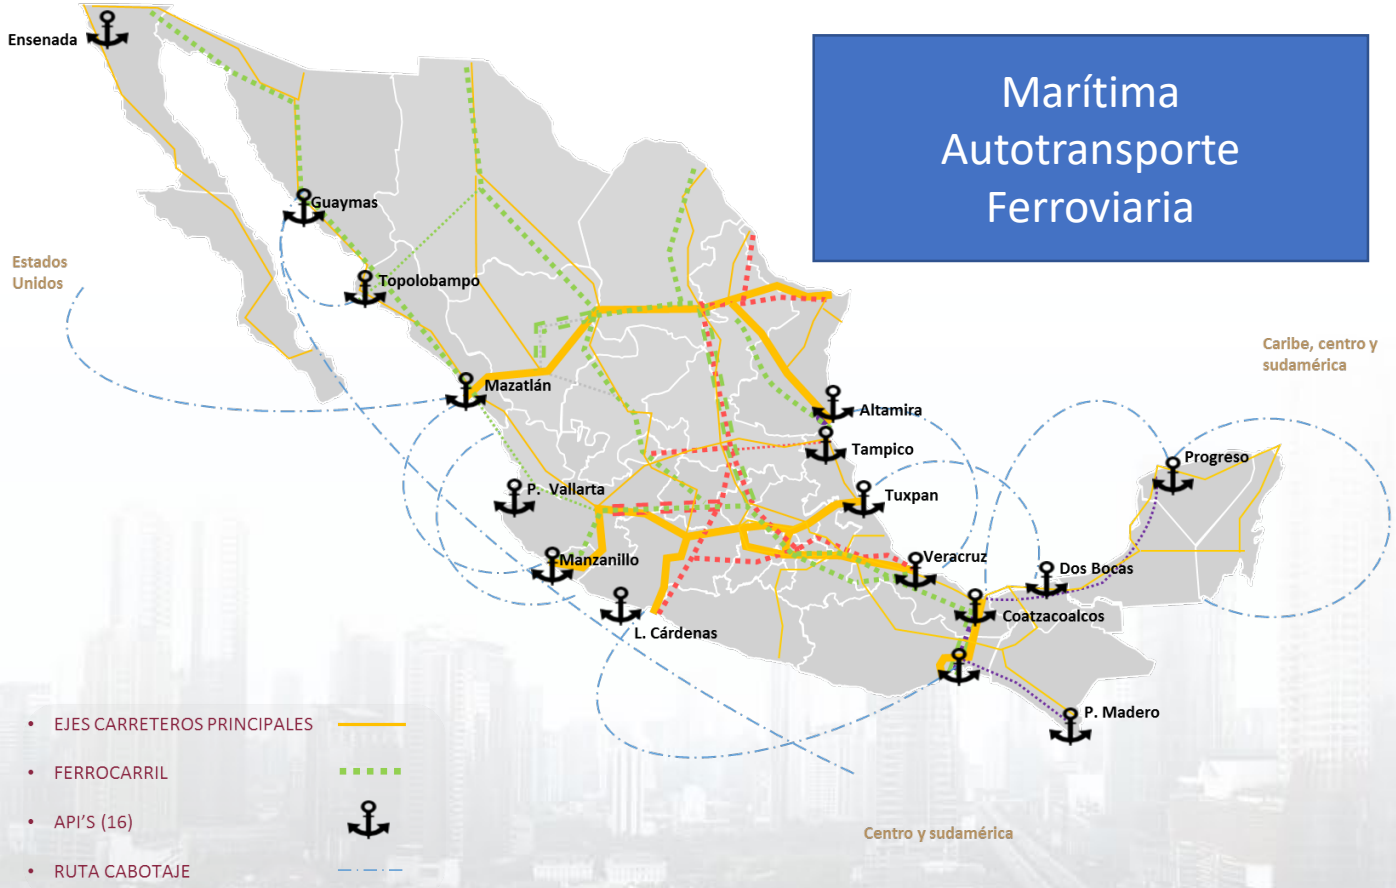 Marítima
Autotransporte
Ferroviaria
Ensenada
Guaymas
Estados
Unidos
Topolobampo
Caribe, centro y
sudamérica
Mazatlán
Altamira
Tampico
Progreso
P. Vallarta
Tuxpan
Manzanillo
Veracruz
Dos Bocas
Coatzacoalcos
L. Cárdenas
P. Madero
• EJES CARRETEROS PRINCIPALES
• FERROCARRIL
• API'S (16)
• RUTA CABOTAJE
Centro y sudamérica